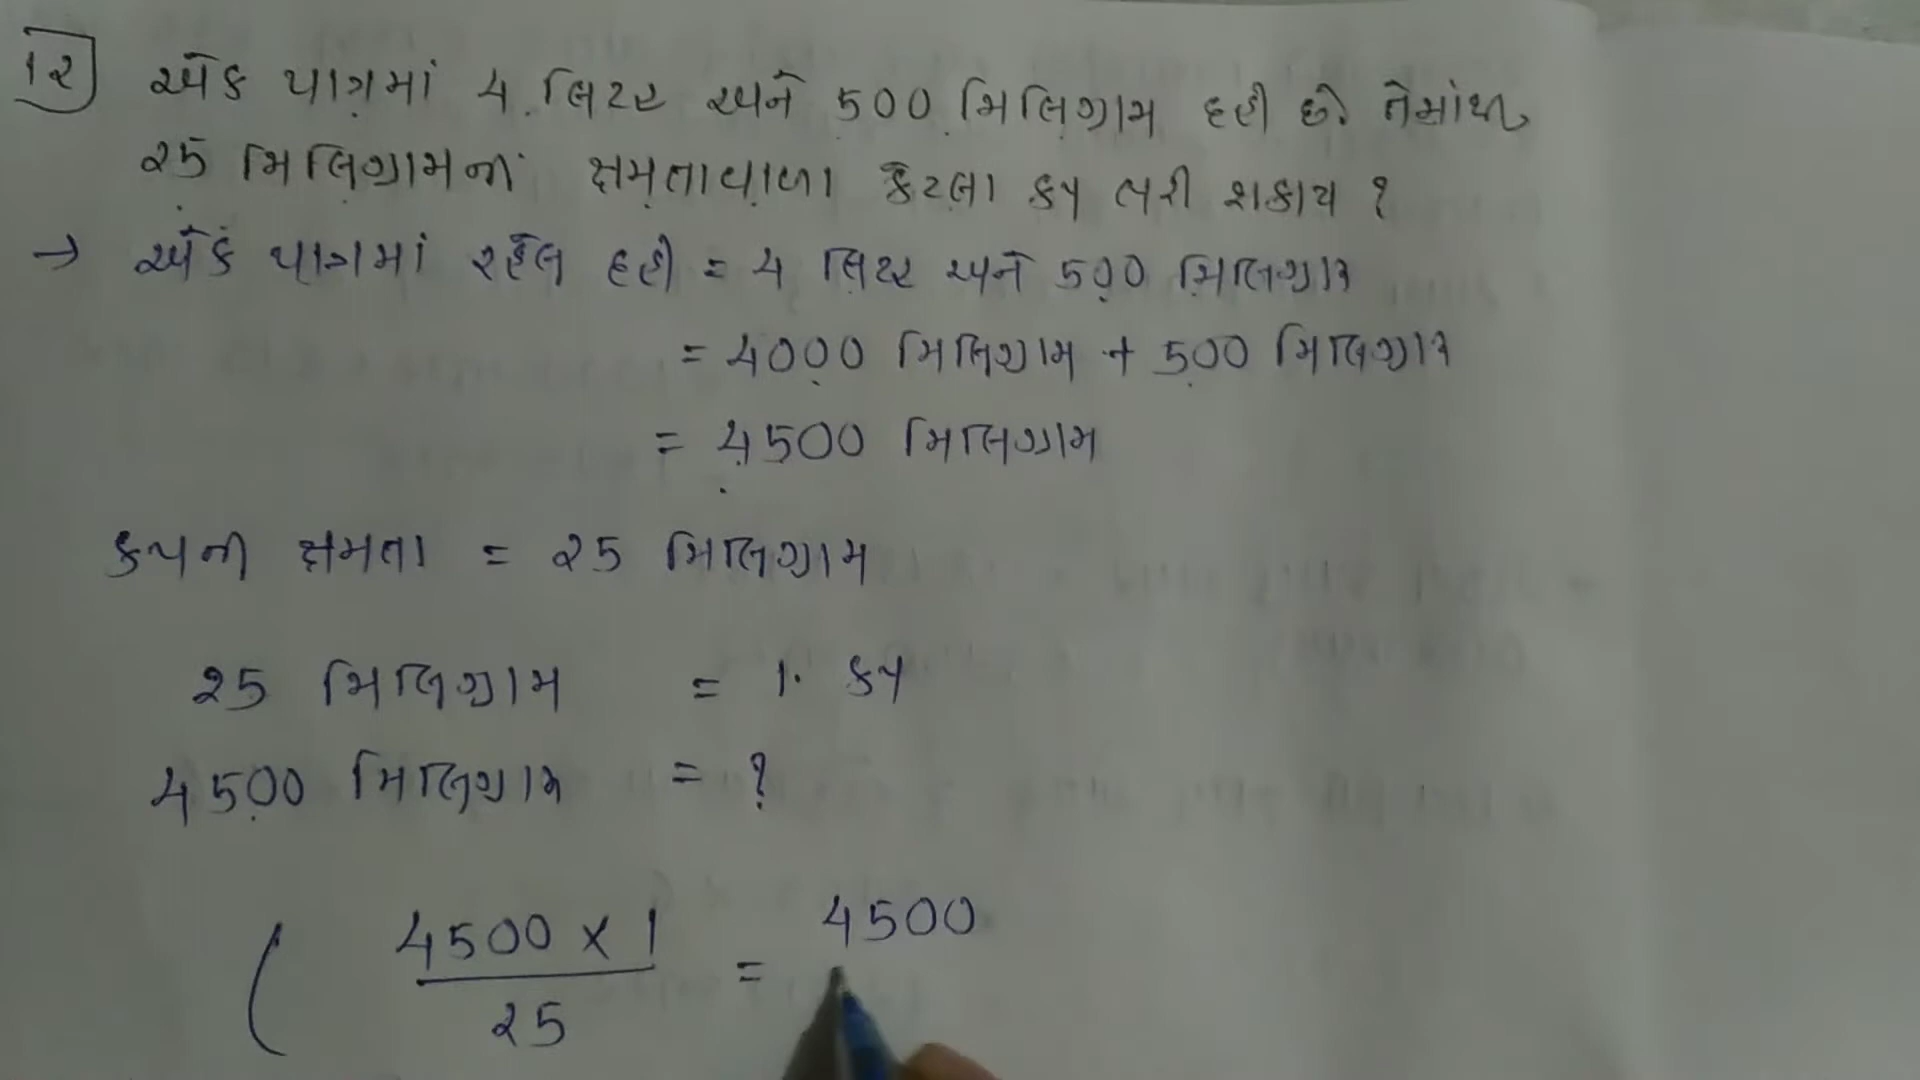 12 એક પાત્રમાં 4 લિટર અને 500 મિલિગ્રામ દહી છે તેમાંથી
25 મિલિગ્રામની ક્ષમતાવાળા કેટલા કપ ભરી શકાય ?
→ એક પાત્રમાં રહેલ દહી = 4 લિટર અને 500 મિલિગ્રામ
= 4000 મિલિગ્રામ + 500 મિલિગ્રામ
= 4500 મિલિગ્રામ
કપની ક્ષમતા = 25 મિલિગ્રામ
25 મિલિગ્રામ = 1. કપ
4500 મિલિગ્રામ = ?
( 4500 × 1 = 4500
25